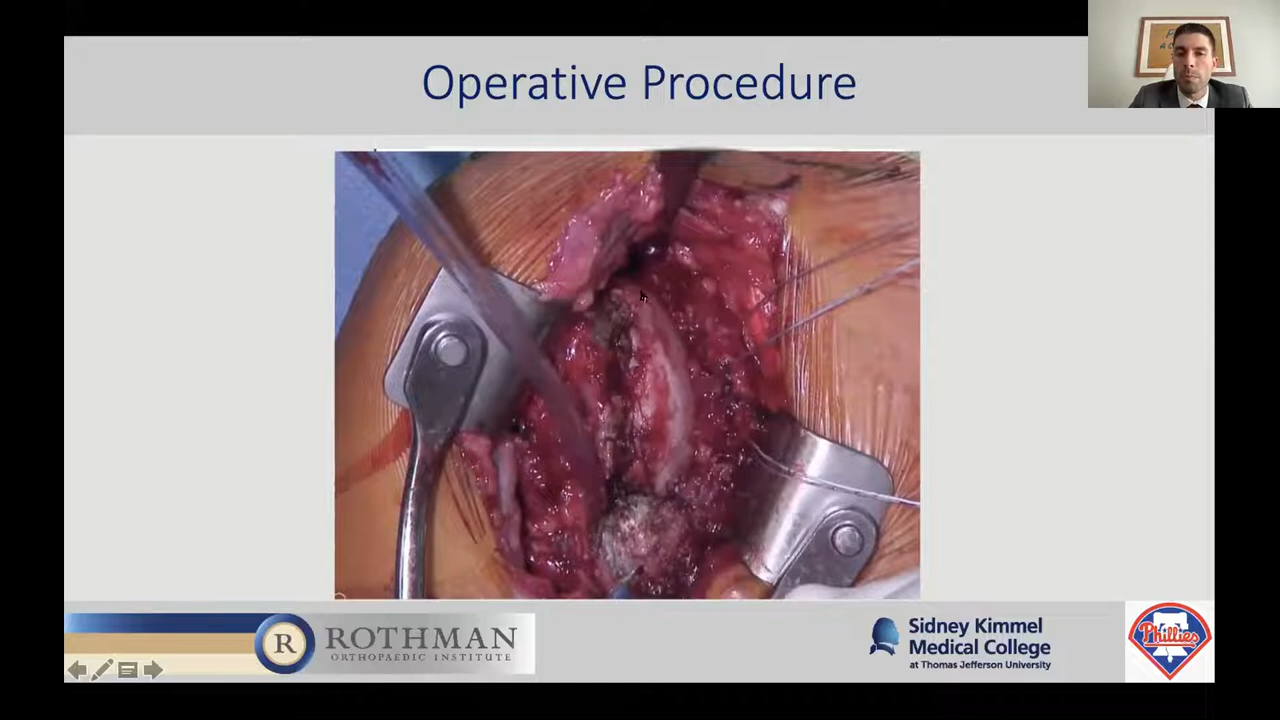 Operative Procedure
R
ROTHMAN
ORTHOPAEDIC INSTITUTE
Sidney Kimmel
Medical College
at Thomas Jefferson University
Phillies